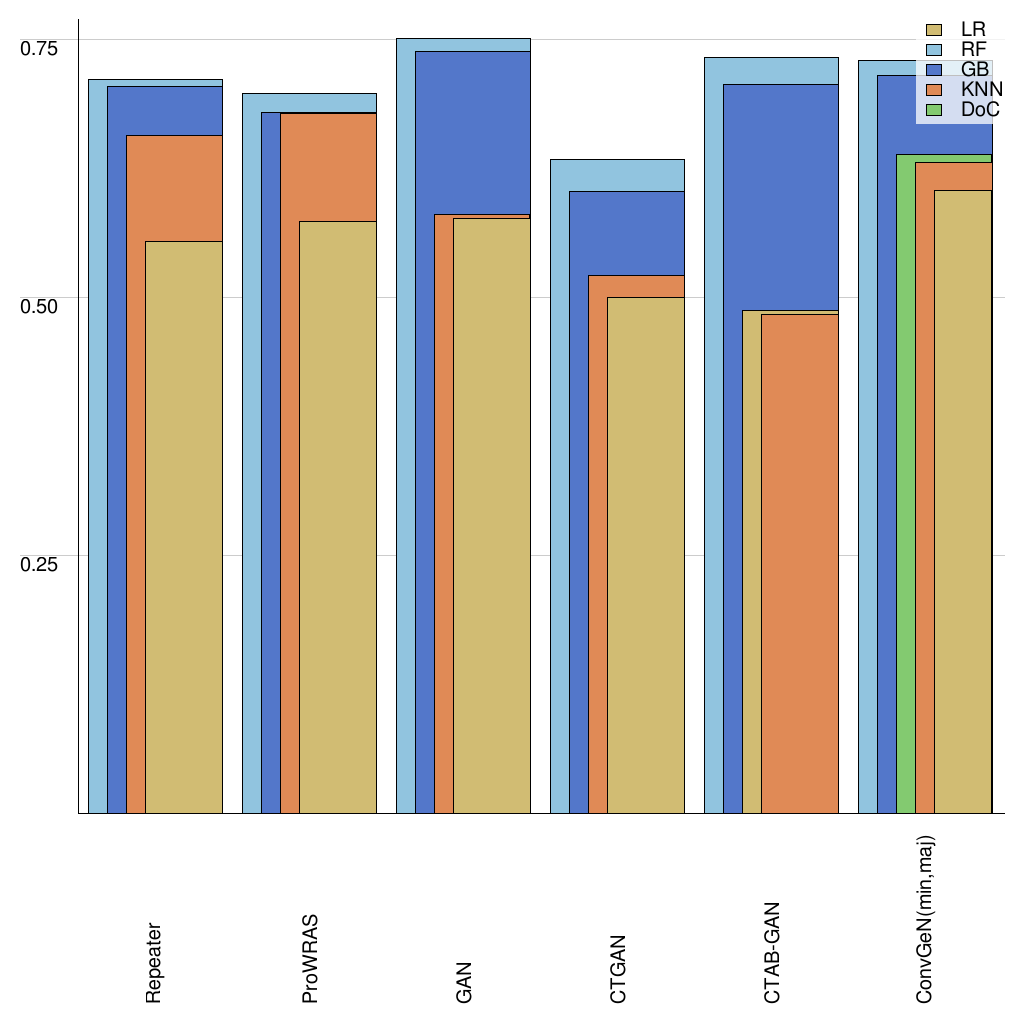 LR
RF
GB
KNN
DoC
0.75
0.50
0.25
Repeater
ProWRAS
GAN
CTGAN
CTAB-GAN
ConvGeN(min,maj)